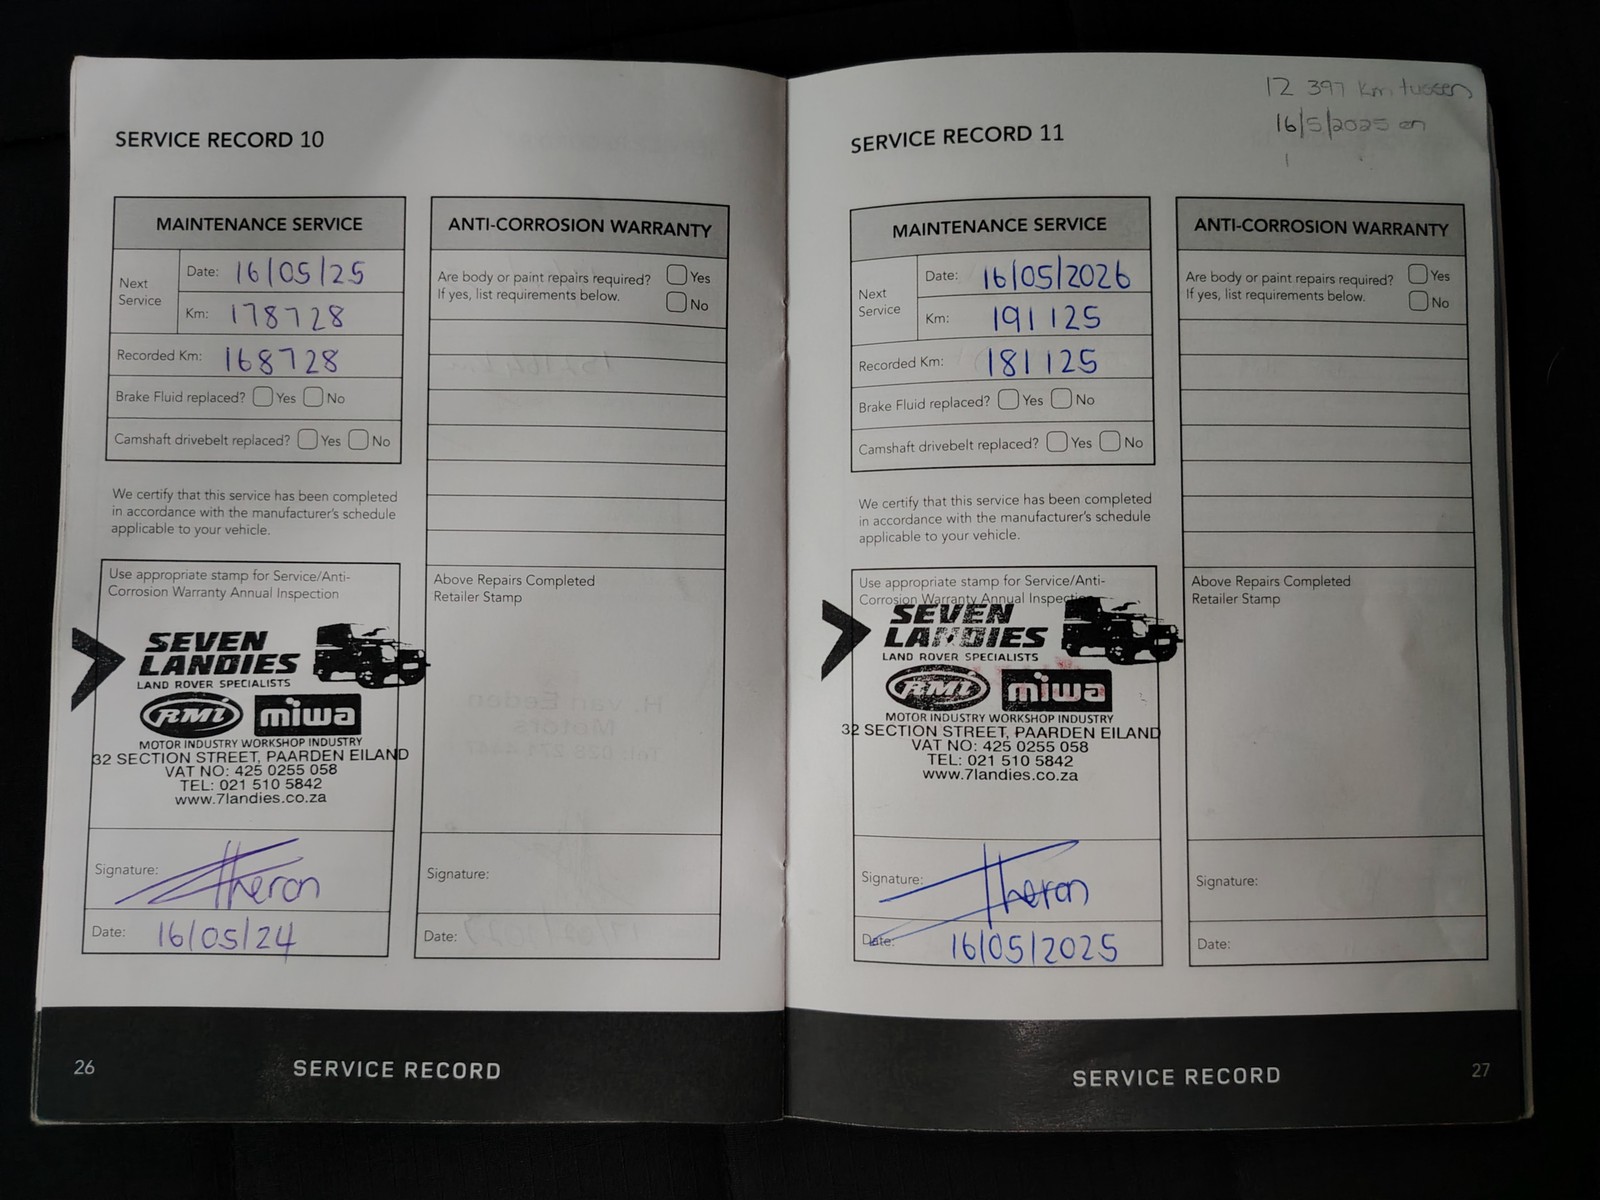 SERVICE RECORD 10
MAINTENANCE SERVICE
Next Service
Date: 16/05/25
Km: 178728
Recorded Km: 168728
Brake Fluid replaced? Yes No
Camshaft drivebelt replaced? Yes No
We certify that this service has been completed
in accordance with the manufacturer's schedule
applicable to your vehicle.
Use appropriate stamp for Service/Anti-
Corrosion Warranty Annual Inspection
SEVEN
LANDIES
LAND ROVER SPECIALISTS
RMI miwa
MOTOR INDUSTRY WORKSHOP INDUSTRY
32 SECTION STREET, PAARDEN EILAND
VAT NO: 425 0255 058
TEL: 021 510 5842
www.7landies.co.za
Signature: Theron
Date: 16/05/24
ANTI-CORROSION WARRANTY
Are body or paint repairs required? Yes
If yes, list requirements below. No
Above Repairs Completed
Retailer Stamp
Signature:
Date:
26
SERVICE RECORD
12 397 Km tussen
16/5/2025 en
SERVICE RECORD 11
MAINTENANCE SERVICE
Next Service
Date: 16/05/2026
Km: 191125
Recorded Km: 181125
Brake Fluid replaced? Yes No
Camshaft drivebelt replaced? Yes No
We certify that this service has been completed
in accordance with the manufacturer's schedule
applicable to your vehicle.
Use appropriate stamp for Service/Anti-
Corrosion Warranty Annual Inspection
SEVEN
LANDIES
LAND ROVER SPECIALISTS
RMI miwa
MOTOR INDUSTRY WORKSHOP INDUSTRY
32 SECTION STREET, PAARDEN EILAND
VAT NO: 425 0255 058
TEL: 021 510 5842
www.7landies.co.za
Signature: Theron
Date: 16/05/2025
ANTI-CORROSION WARRANTY
Are body or paint repairs required? Yes
If yes, list requirements below. No
Above Repairs Completed
Retailer Stamp
Signature:
Date:
SERVICE RECORD
27